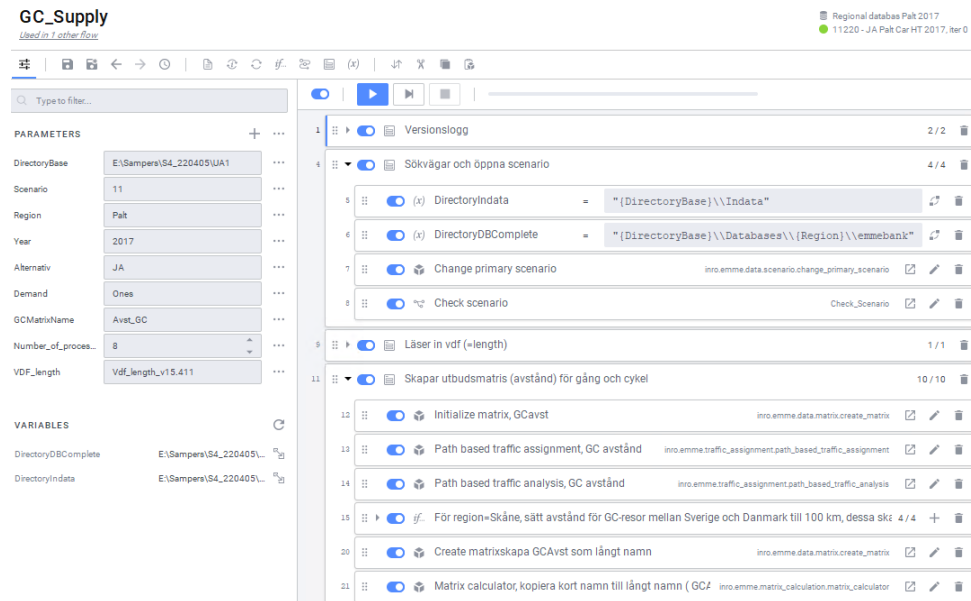 GC_Supply
Used in 1 other flow
Regional databas Palt 2017
11220 - JA Palt Car HT 2017, iter 0
if..
(x)
Type to filter...
PARAMETERS
DirectoryBase E:\Sampers\S4_220405\UA1
Scenario 11
Region Palt
Year 2017
Alternativ JA
Demand Ones
GCMatrixName Avst_GC
Number_of_proces... 8
VDF_length Vdf_length_v15.411
VARIABLES
DirectoryDBComplete E:\Sampers\S4_220405\...
DirectoryIndata E:\Sampers\S4_220405\...
1 Versionslogg 2/2
4 Sökvägar och öppna scenario 4/4
5 (x) DirectoryIndata = "{DirectoryBase}\\Indata"
6 (x) DirectoryDBComplete = "{DirectoryBase}\\Databases\\{Region}\\emmebank"
7 Change primary scenario inro.emme.data.scenario.change_primary_scenario
8 Check scenario Check_Scenario
9 Läser in vdf (=length) 1/1
11 Skapar utbudsmatris (avstånd) för gång och cykel 10/10
12 Initialize matrix, GCavst inro.emme.data.matrix.create_matrix
13 Path based traffic assignment, GC avstånd inro.emme.traffic_assignment.path_based_traffic_assignment
14 Path based traffic analysis, GC avstånd inro.emme.traffic_assignment.path_based_traffic_analysis
15 if.. För region=Skåne, sätt avstånd för GC-resor mellan Sverige och Danmark till 100 km, dessa ska 4/4
20 Create matrixskapa GCAvst som långt namn inro.emme.data.matrix.create_matrix
21 Matrix calculator, kopiera kort namn till långt namn ( GCA inro.emme.matrix_calculation.matrix_calculator